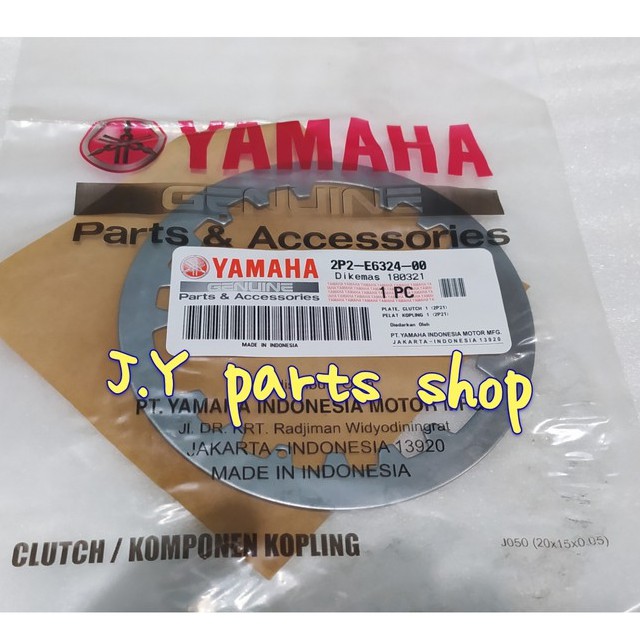 YAMAHA
GENUINE
Parts & Accessories
YAMAHA
GENUINE
Parts & Accessories
MADE IN INDONESIA
2P2-E6324-00
Dikemas 180321
1 PC
PLATE, CLUTCH 1 (2P21)
PELAT KOPLING 1 (2P21)
Diedarkan Oleh
PT.YAMAHA INDONESIA MOTOR MFG.
JAKARTA-INDONESIA 13920
J.Y parts shop
PT. YAMAHA INDONESIA MOTOR
Jl. DR. KRT. Radjiman Widyodiningrat
JAKARTA - INDONESIA 13920
MADE IN INDONESIA
CLUTCH / KOMPONEN KOPLING
J050 (20x15x0.05)